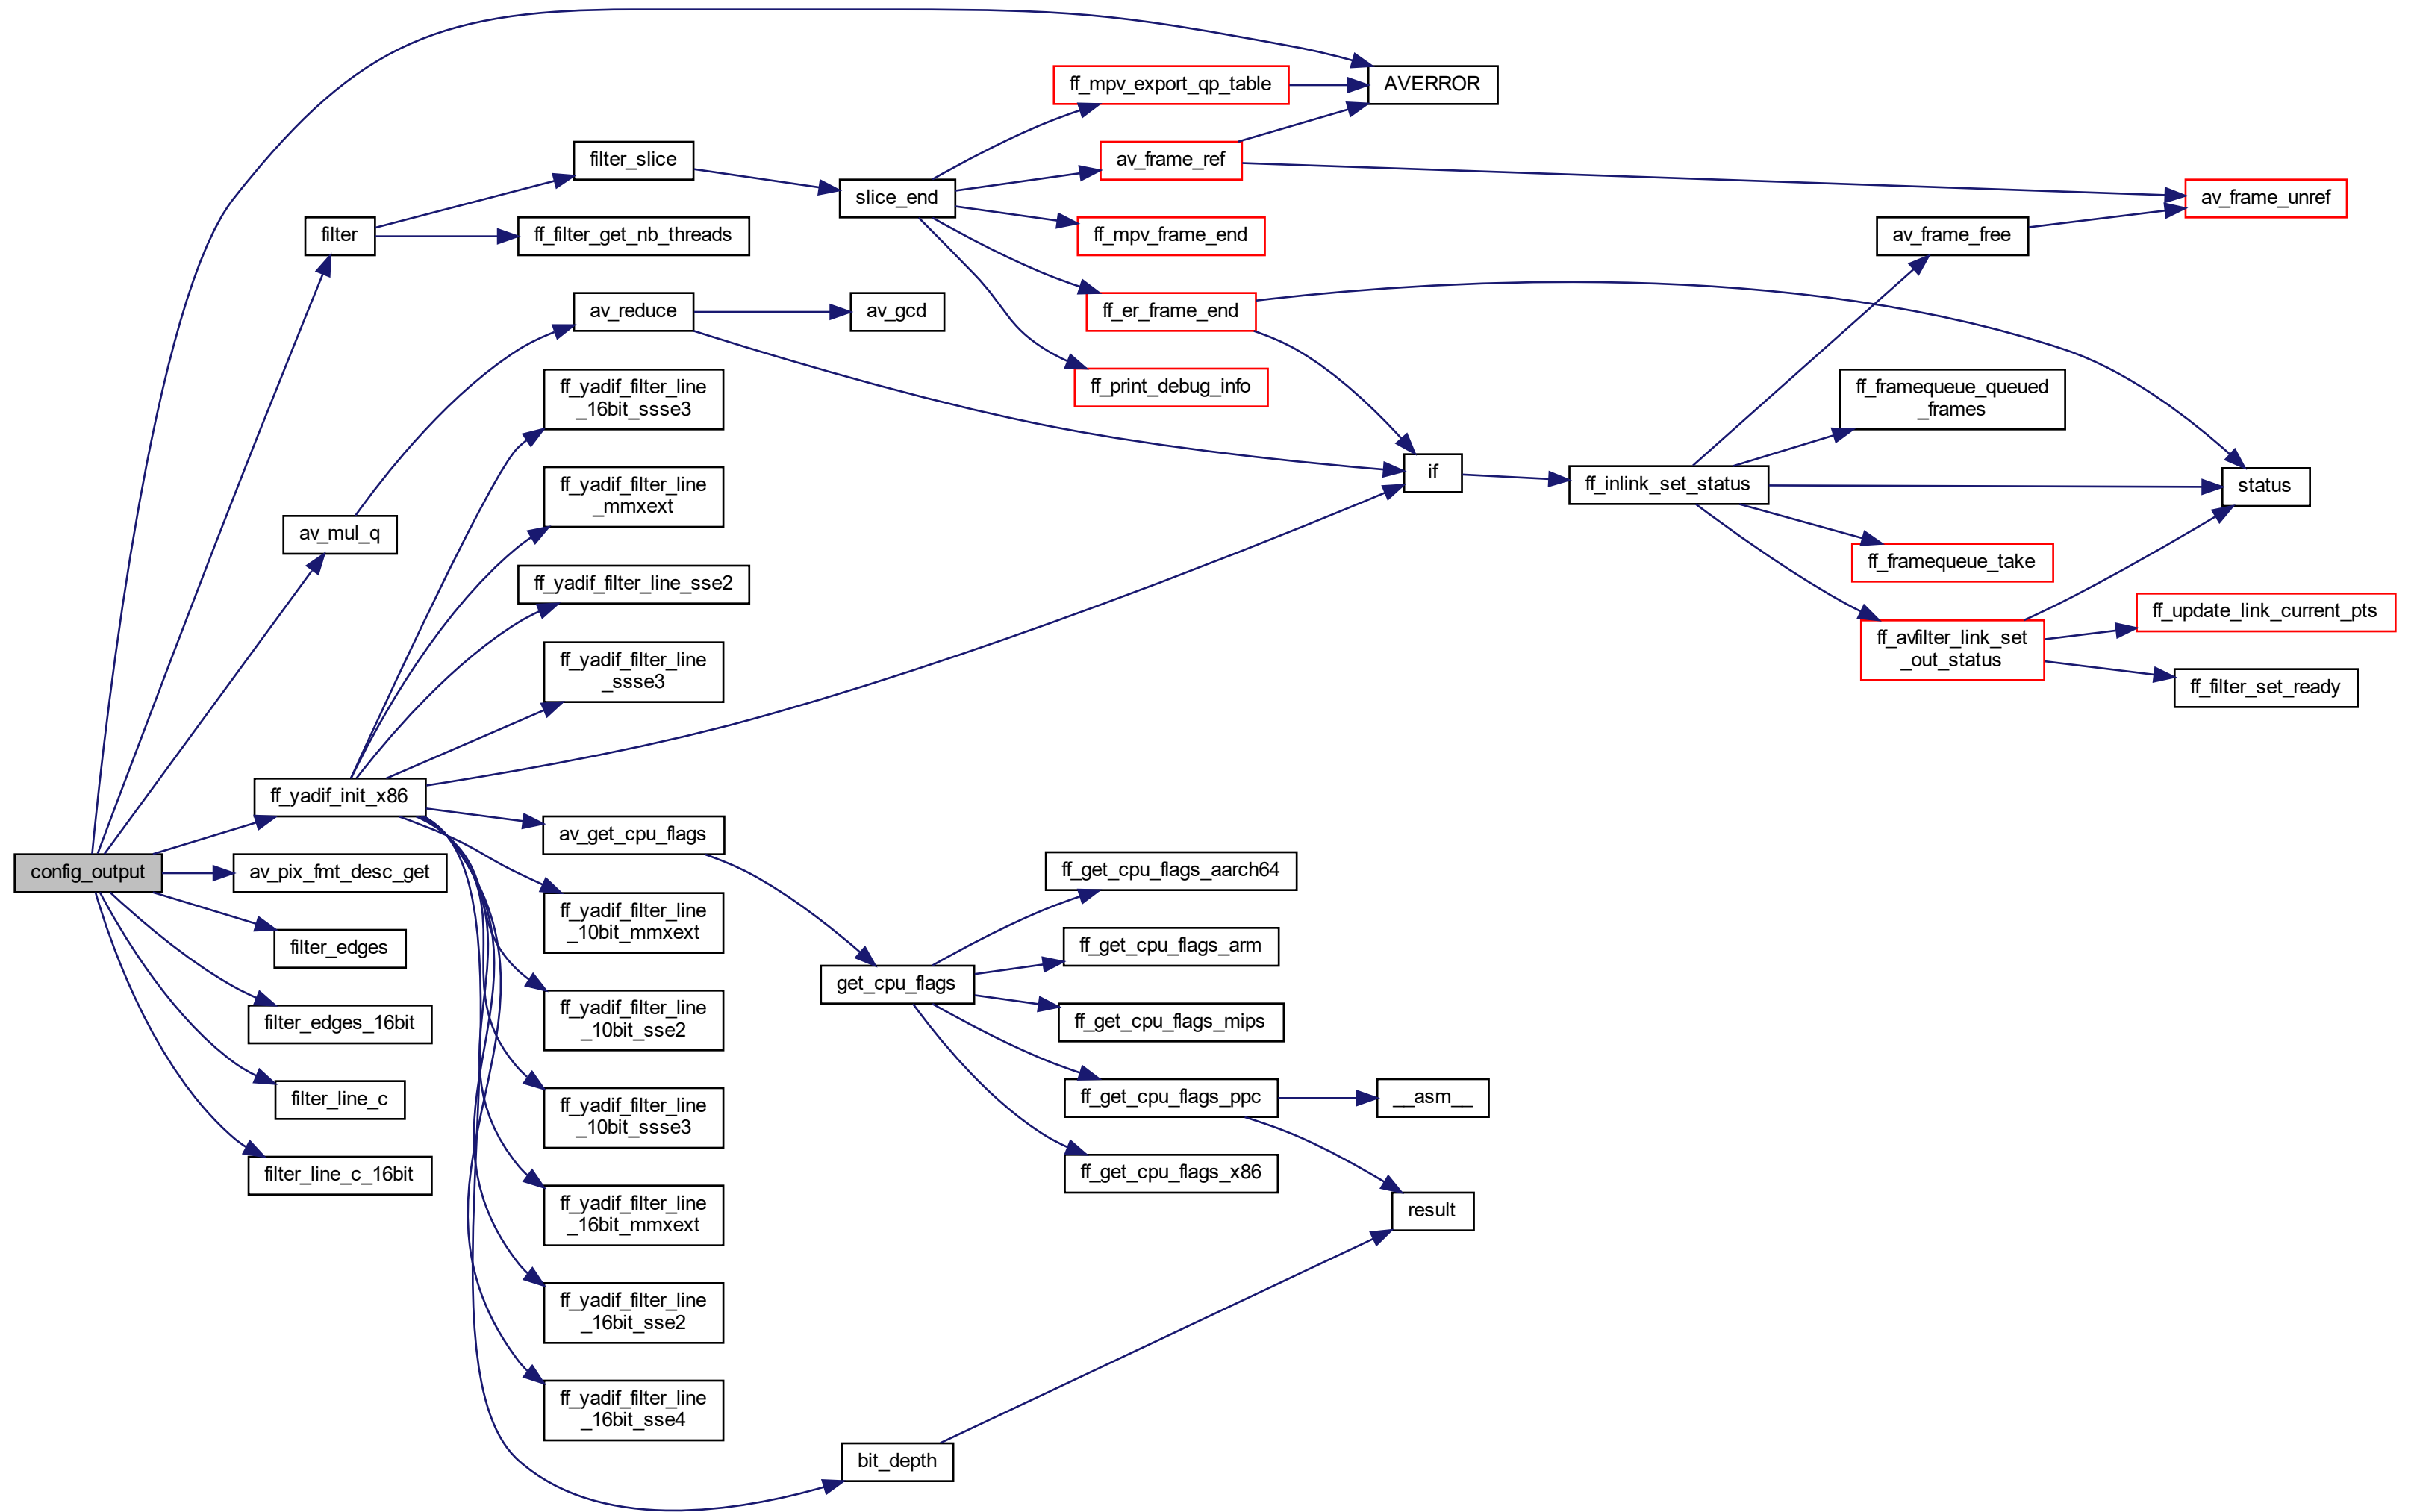 config_output
AVERROR
filter
filter_slice
slice_end
ff_mpv_export_qp_table
av_frame_ref
av_frame_unref
ff_mpv_frame_end
ff_er_frame_end
ff_print_debug_info
ff_filter_get_nb_threads
av_mul_q
av_reduce
av_gcd
if
ff_inlink_set_status
av_frame_free
ff_framequeue_queued
_frames
status
ff_framequeue_take
ff_avfilter_link_set
_out_status
ff_update_link_current_pts
ff_filter_set_ready
ff_yadif_init_x86
ff_yadif_filter_line
_16bit_ssse3
ff_yadif_filter_line
_mmxext
ff_yadif_filter_line_sse2
ff_yadif_filter_line
_ssse3
av_get_cpu_flags
get_cpu_flags
ff_get_cpu_flags_aarch64
ff_get_cpu_flags_arm
ff_get_cpu_flags_mips
ff_get_cpu_flags_ppc
__asm__
result
ff_get_cpu_flags_x86
ff_yadif_filter_line
_10bit_mmxext
ff_yadif_filter_line
_10bit_sse2
ff_yadif_filter_line
_10bit_ssse3
ff_yadif_filter_line
_16bit_mmxext
ff_yadif_filter_line
_16bit_sse2
ff_yadif_filter_line
_16bit_sse4
bit_depth
av_pix_fmt_desc_get
filter_edges
filter_edges_16bit
filter_line_c
filter_line_c_16bit